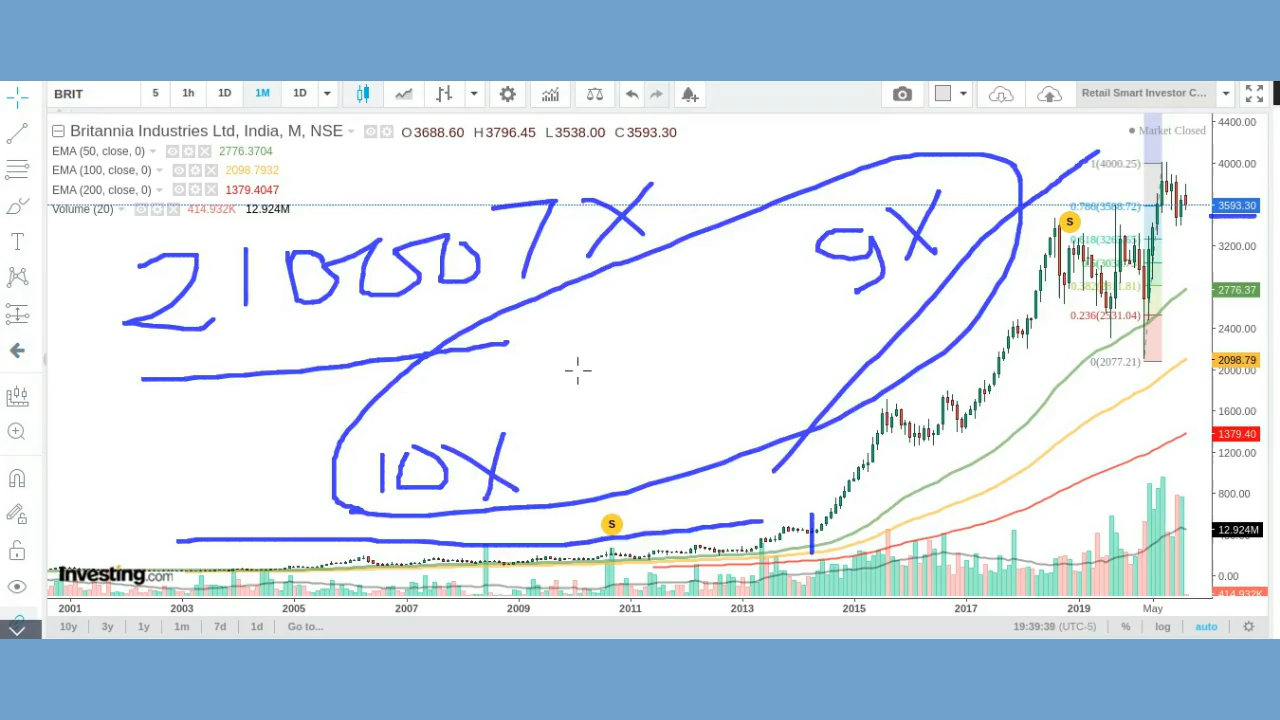 BRIT 5 1h 1D 1M 1D Retail Smart Investor C...
Britannia Industries Ltd, India, M, NSE O3688.60 H3796.45 L3538.00 C3593.30
Market Closed
EMA (50, close, 0) 2776.3704
EMA (100, close, 0) 2098.7932
EMA (200, close, 0) 1379.4047
Volume (20) 414.932K 12.924M
7X
9X
10X
S
S
1(4000.25)
0.236(2531.04)
0(2077.21)
4400.00
4000.00
3593.30
3200.00
2776.37
2400.00
2098.79
2000.00
1600.00
1379.40
1200.00
800.00
12.924M
0.00
414.932K
Investing.com
2001 2003 2005 2007 2009 2011 2013 2015 2017 2019 May
10y 3y 1y 1m 7d 1d Go to... 19:39:39 (UTC-5) % log auto